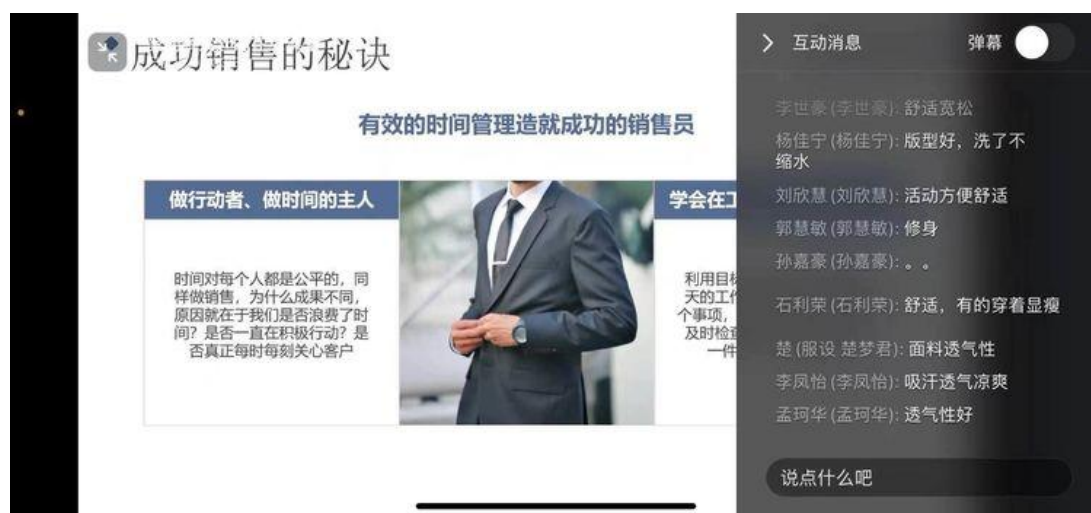 成功销售的秘诀
有效的时间管理造就成功的销售员
做行动者、做时间的主人
时间对每个人都是公平的，同
样做销售，为什么成果不同，
原因就在于我们是否浪费了时
间？是否一直在积极行动？是
否真正每时每刻关心客户
学会在工
利用目标
天的工作
个事项，
及时检查
一件
互动消息
弹幕
李世豪(李世豪): 舒适宽松
杨佳宁(杨佳宁): 版型好，洗了不
缩水
刘欣慧(刘欣慧): 活动方便舒适
郭慧敏(郭慧敏): 修身
孙嘉豪(孙嘉豪): 。。
石利荣(石利荣): 舒适，有的穿着显瘦
楚(服设 楚梦君): 面料透气性
李凤怡(李凤怡): 吸汗透气凉爽
孟珂华(孟珂华): 透气性好
说点什么吧